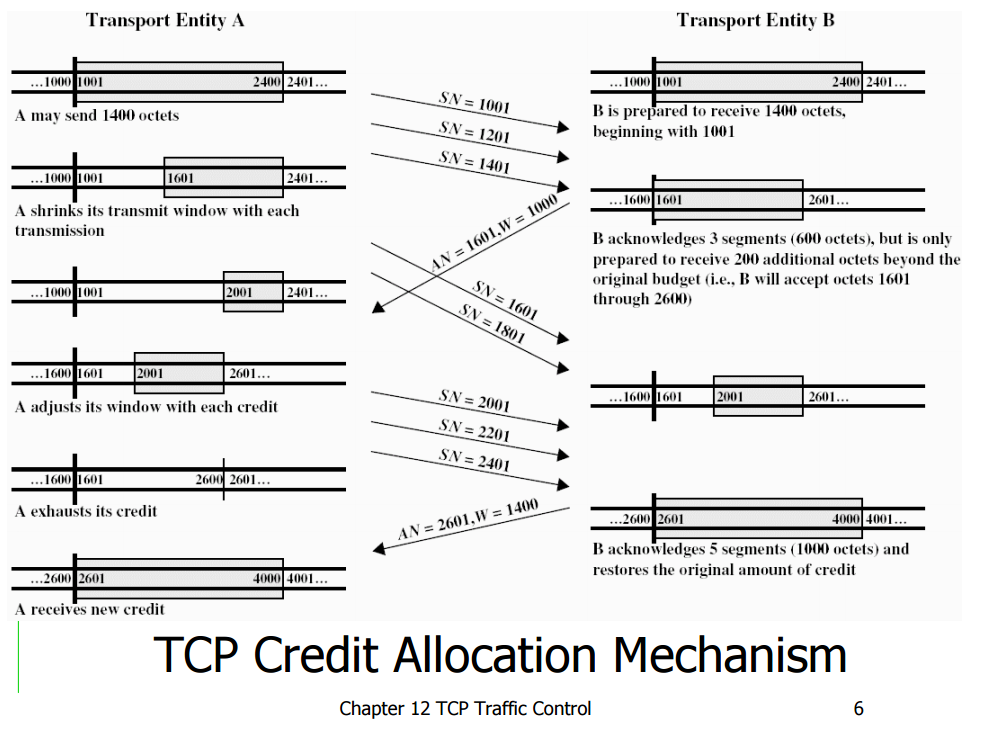 Transport Entity A
Transport Entity B
...1000 1001 2400 2401...
A may send 1400 octets
...1000 1001 1601 2401...
A shrinks its transmit window with each
transmission
...1000 1001 2001 2401...
...1600 1601 2001 2601...
A adjusts its window with each credit
...1600 1601 2600 2601...
A exhausts its credit
...2600 2601 4000 4001...
A receives new credit
SN = 1001
SN = 1201
SN = 1401
AN = 1601,W = 1000
SN = 1601
SN = 1801
SN = 2001
SN = 2201
SN = 2401
AN = 2601,W = 1400
...1000 1001 2400 2401...
B is prepared to receive 1400 octets,
beginning with 1001
...1600 1601 2601...
B acknowledges 3 segments (600 octets), but is only
prepared to receive 200 additional octets beyond the
original budget (i.e., B will accept octets 1601
through 2600)
...1600 1601 2001 2601...
...2600 2601 4000 4001...
B acknowledges 5 segments (1000 octets) and
restores the original amount of credit
TCP Credit Allocation Mechanism
Chapter 12 TCP Traffic Control
6